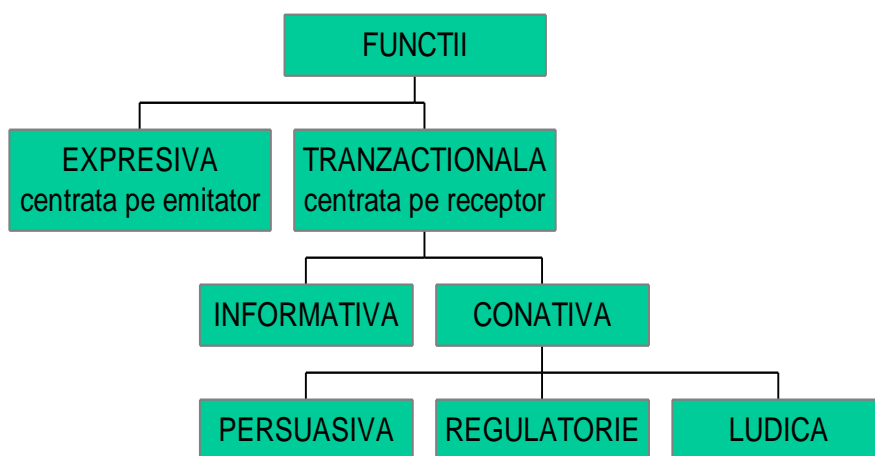 FUNCTII
EXPRESIVA
centrata pe emitator
TRANZACTIONALA
centrata pe receptor
INFORMATIVA
CONATIVA
PERSUASIVA
REGULATORIE
LUDICA